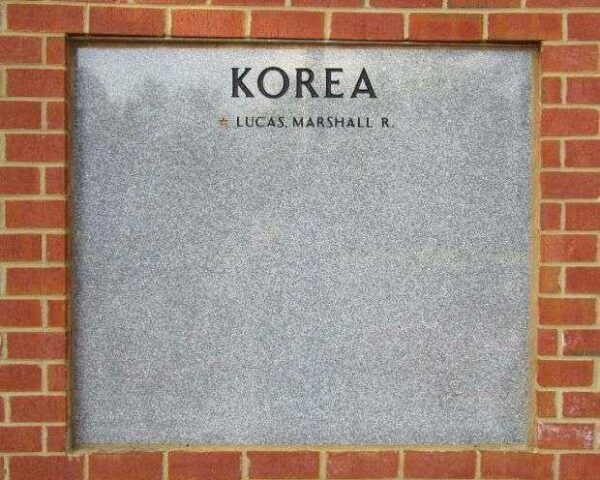 KOREA
☆ LUCAS, MARSHALL R.